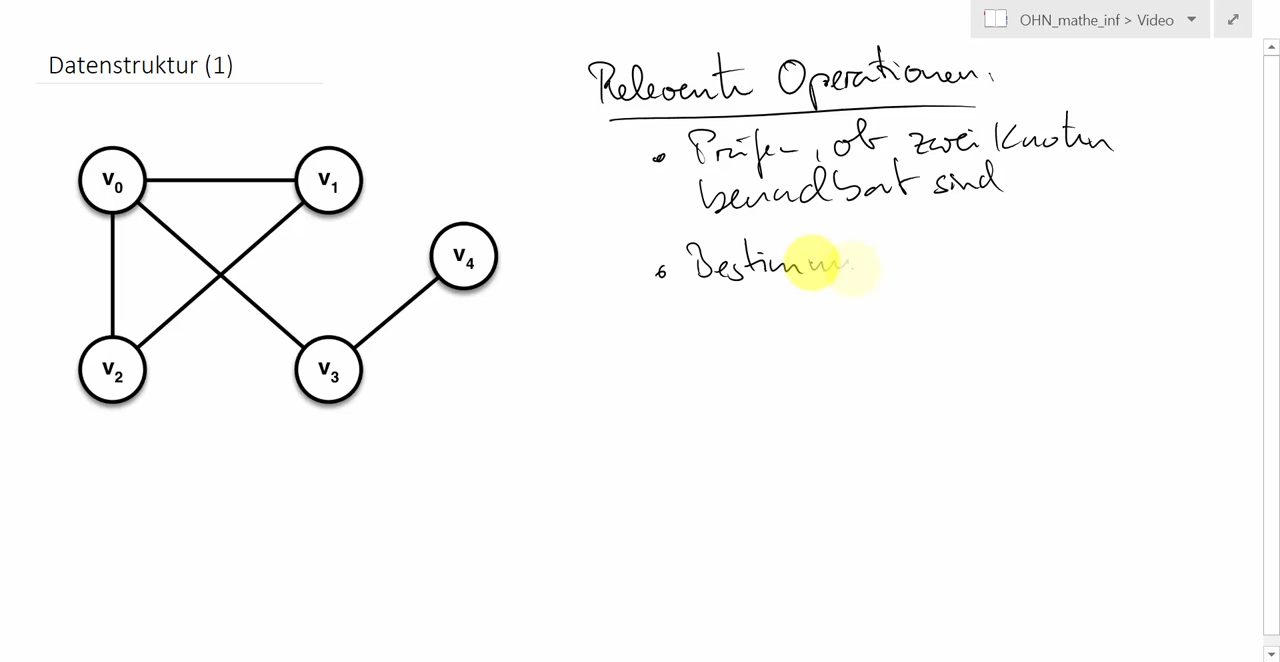 OHN_mathe_inf > Video
Datenstruktur (1)
Relevante Operationen:
• Prüfen, ob zwei Knoten
benachbart sind
• Bestimm
v0
v1
v4
v2
v3